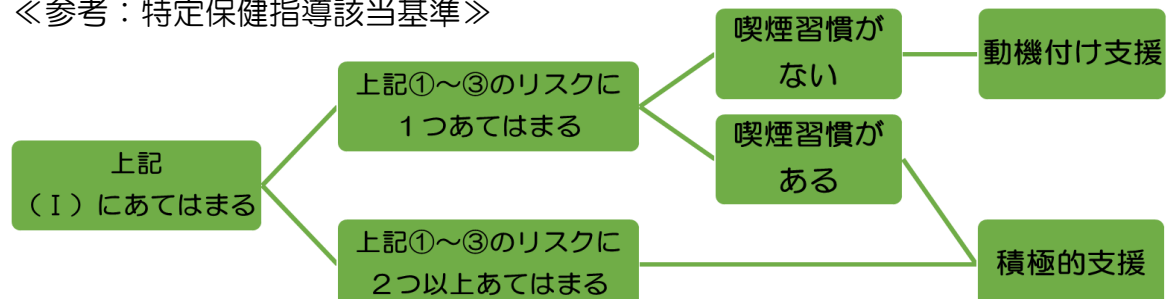 ≪参考：特定保健指導該当基準≫
上記
（Ⅰ）にあてはまる
上記①～③のリスクに
１つあてはまる
喫煙習慣が
ない
動機付け支援
喫煙習慣が
ある
上記①～③のリスクに
２つ以上あてはまる
積極的支援